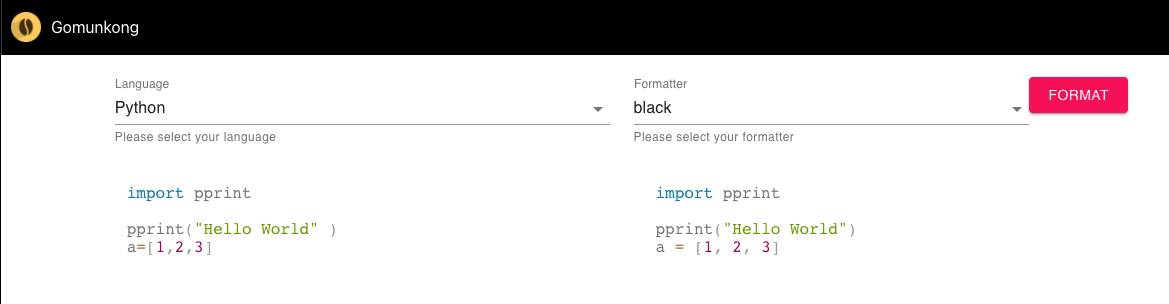 Gomunkong
Language
Python
Please select your language
Formatter
black
Please select your formatter
FORMAT
import pprint
pprint("Hello World" )
a=[1,2,3]
import pprint
pprint("Hello World")
a = [1, 2, 3]